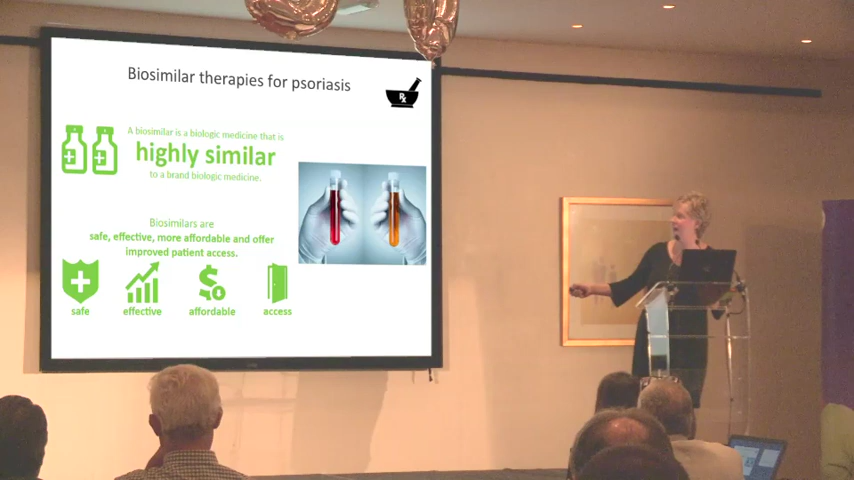 Biosimilar therapies for psoriasis
Rx
A biosimilar is a biologic medicine that is
highly similar
to a brand biologic medicine.
Biosimilars are
safe, effective, more affordable and offer
improved patient access.
safe effective affordable access